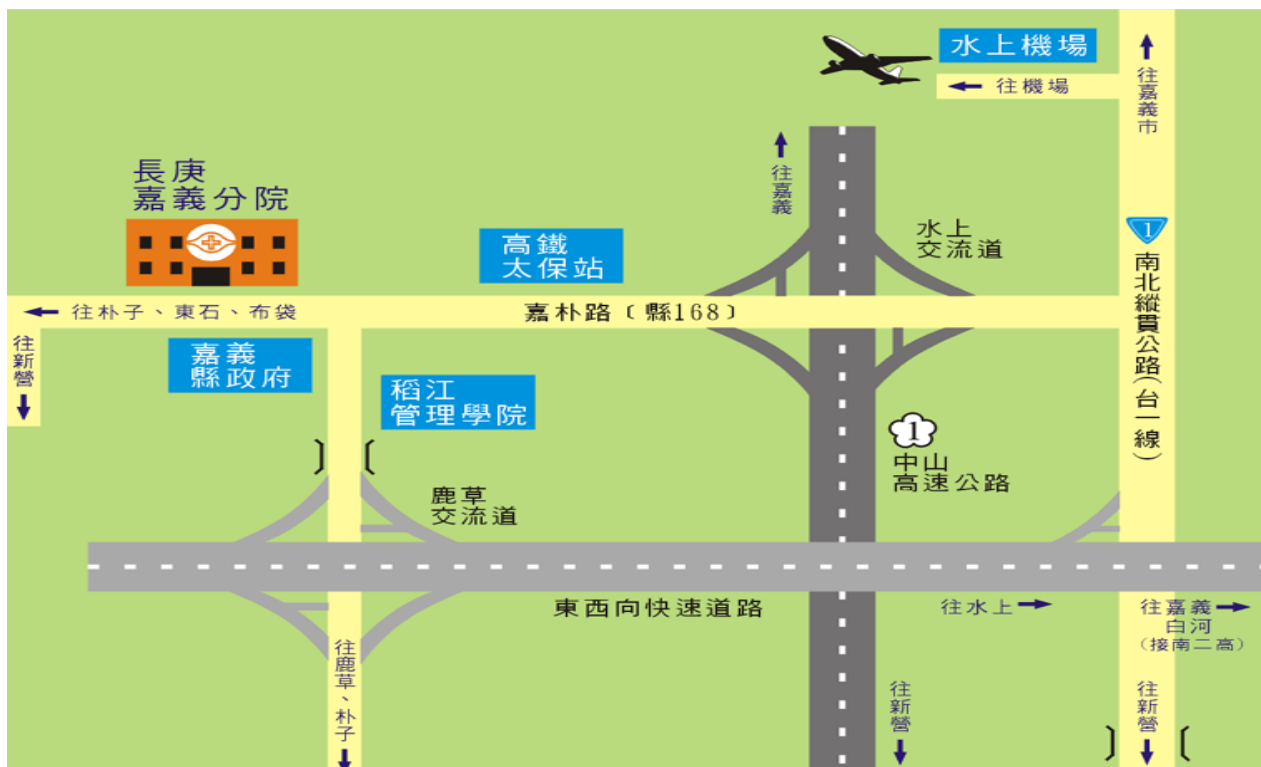 水上機場
往機場
往嘉義市
往嘉義
長庚
嘉義分院
水上
交流道
1
高鐵
太保站
南北縱貫公路(台一線)
往朴子、東石、布袋
嘉朴路〔縣168〕
往新營
嘉義
縣政府
稻江
管理學院
1
中山
高速公路
鹿草
交流道
東西向快速道路
往水上
往嘉義
白河
(接南二高)
往鹿草、朴子
往新營
往新營